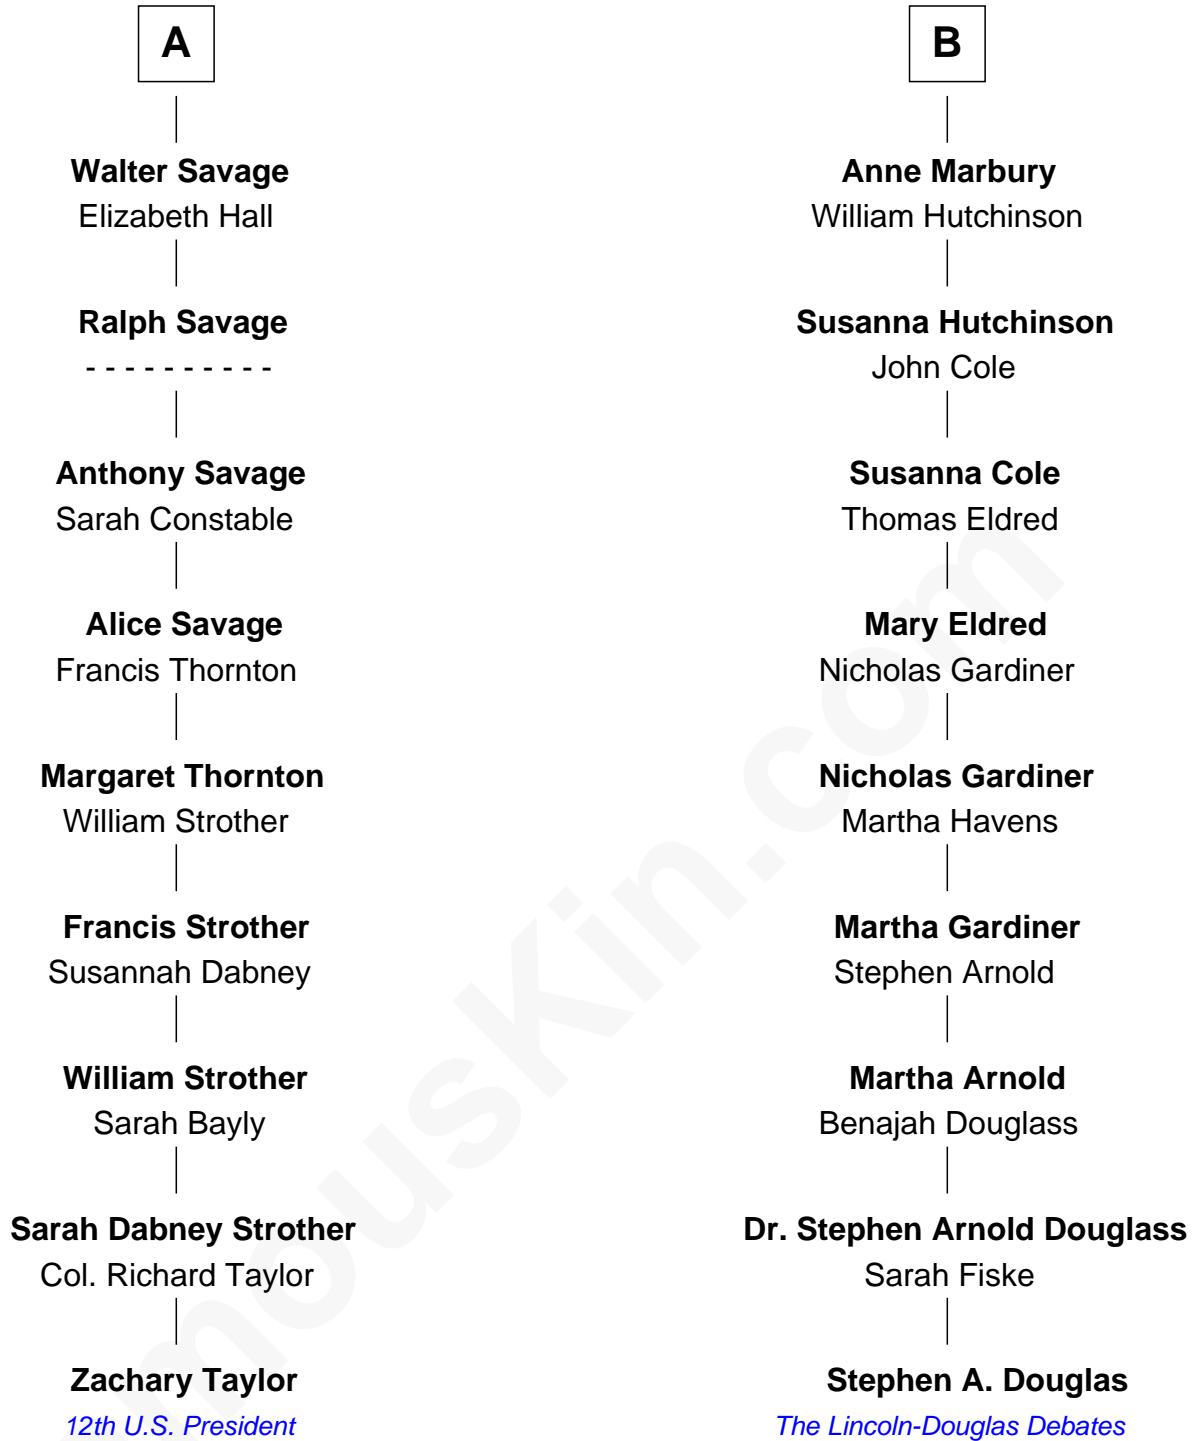 A
Walter Savage
Elizabeth Hall
Ralph Savage
- - - - - - - - - -
Anthony Savage
Sarah Constable
Alice Savage
Francis Thornton
Margaret Thornton
William Strother
Francis Strother
Susannah Dabney
William Strother
Sarah Bayly
Sarah Dabney Strother
Col. Richard Taylor
Zachary Taylor
12th U.S. President
B
Anne Marbury
William Hutchinson
Susanna Hutchinson
John Cole
Susanna Cole
Thomas Eldred
Mary Eldred
Nicholas Gardiner
Nicholas Gardiner
Martha Havens
Martha Gardiner
Stephen Arnold
Martha Arnold
Benajah Douglass
Dr. Stephen Arnold Douglass
Sarah Fiske
Stephen A. Douglas
The Lincoln-Douglas Debates
mousKin.com